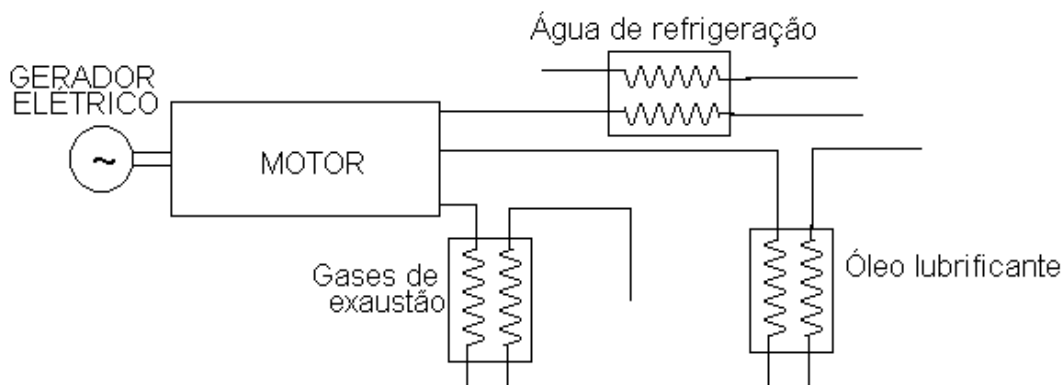 Água de refrigeração
GERADOR
ELÉTRICO
~
MOTOR
Gases de
exaustão
Óleo lubrificante